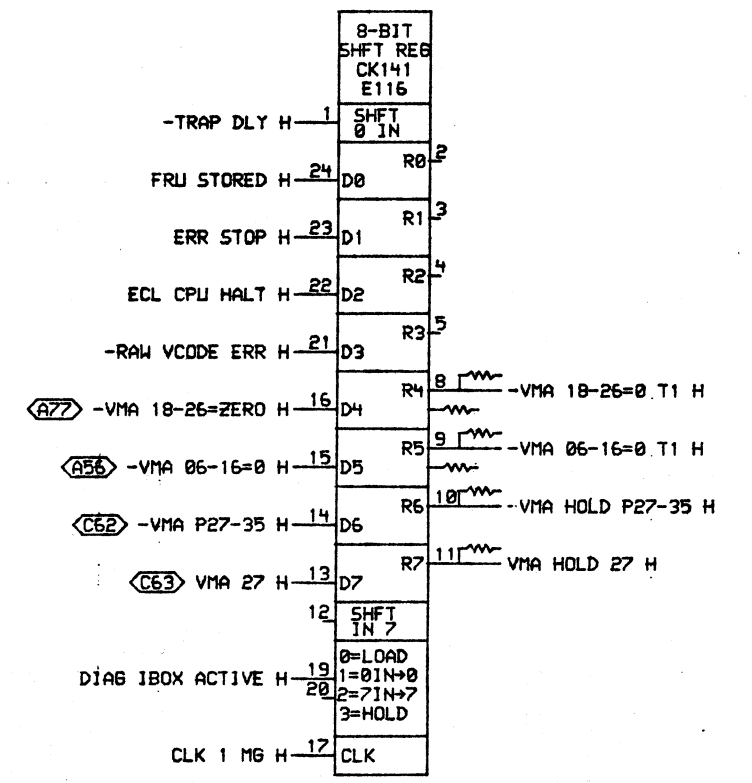 8-BIT
SHFT REG
CK141
E116
-TRAP DLY H 1 SHFT
0 IN
R0 2
FRU STORED H 24 D0
R1 3
ERR STOP H 23 D1
R2 4
ECL CPU HALT H 22 D2
R3 5
-RAW VCODE ERR H 21 D3
R4 8 -VMA 18-26=0 T1 H
A77 -VMA 18-26=ZERO H 16 D4
R5 9 -VMA 06-16=0 T1 H
A56 -VMA 06-16=0 H 15 D5
R6 10 -VMA HOLD P27-35 H
C62 -VMA P27-35 H 14 D6
R7 11 VMA HOLD 27 H
C63 VMA 27 H 13 D7
12 SHFT
IN 7
0=LOAD
DIAG IBOX ACTIVE H 19 1=0IN→0
20 2=7IN→7
3=HOLD
CLK 1 MG H 17 CLK